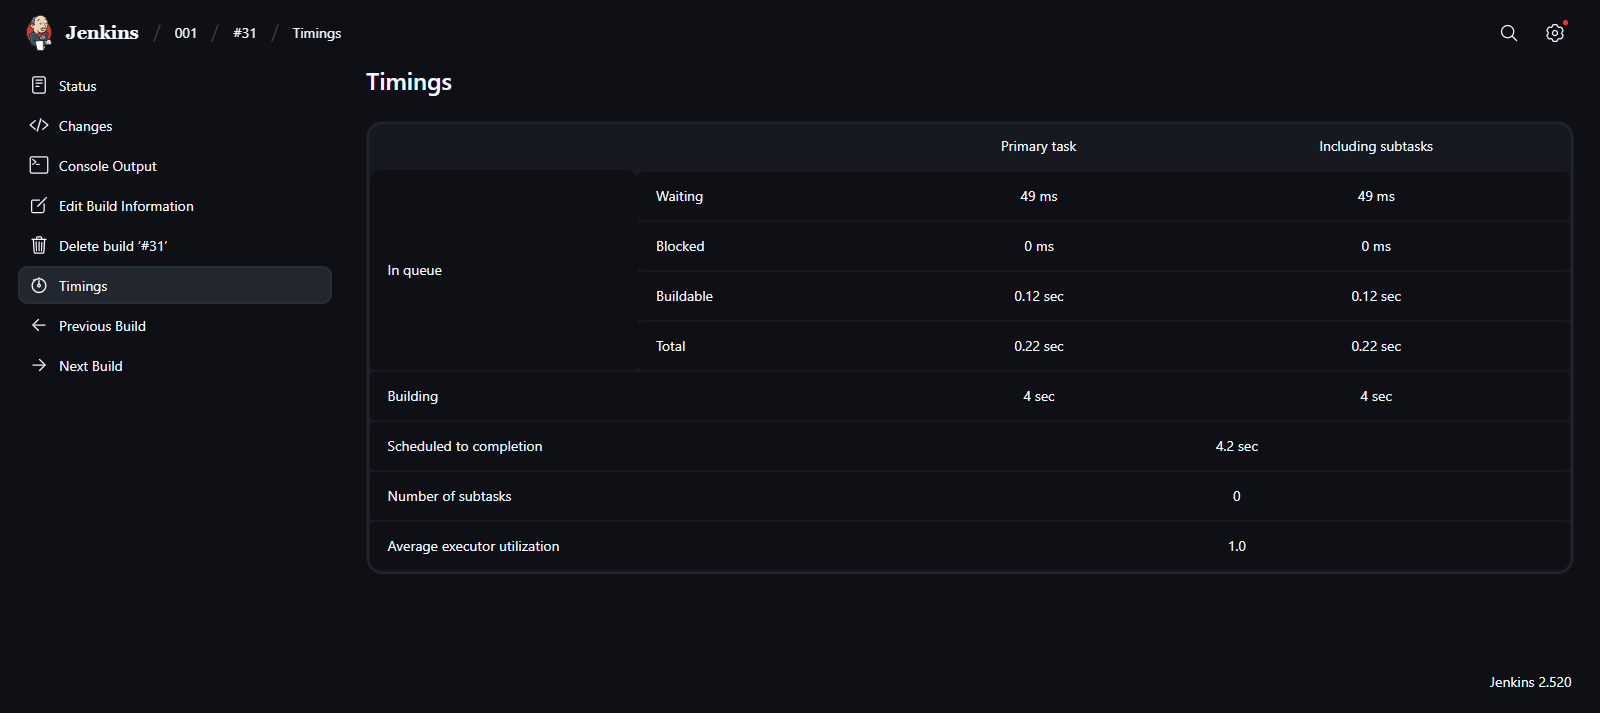 Jenkins / 001 / #31 / Timings
Status
Changes
Console Output
Edit Build Information
Delete build ‘#31’
Timings
Previous Build
Next Build
Timings
Primary task Including subtasks
In queue
Waiting 49 ms 49 ms
Blocked 0 ms 0 ms
Buildable 0.12 sec 0.12 sec
Total 0.22 sec 0.22 sec
Building 4 sec 4 sec
Scheduled to completion 4.2 sec
Number of subtasks 0
Average executor utilization 1.0
Jenkins 2.520